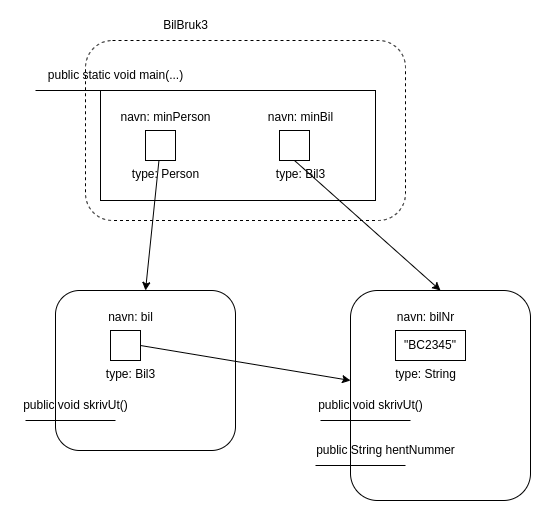 BilBruk3
public static void main(...)
navn: minPerson
navn: minBil
type: Person
type: Bil3
navn: bil
type: Bil3
public void skrivUt()
navn: bilNr
"BC2345"
type: String
public void skrivUt()
public String hentNummer